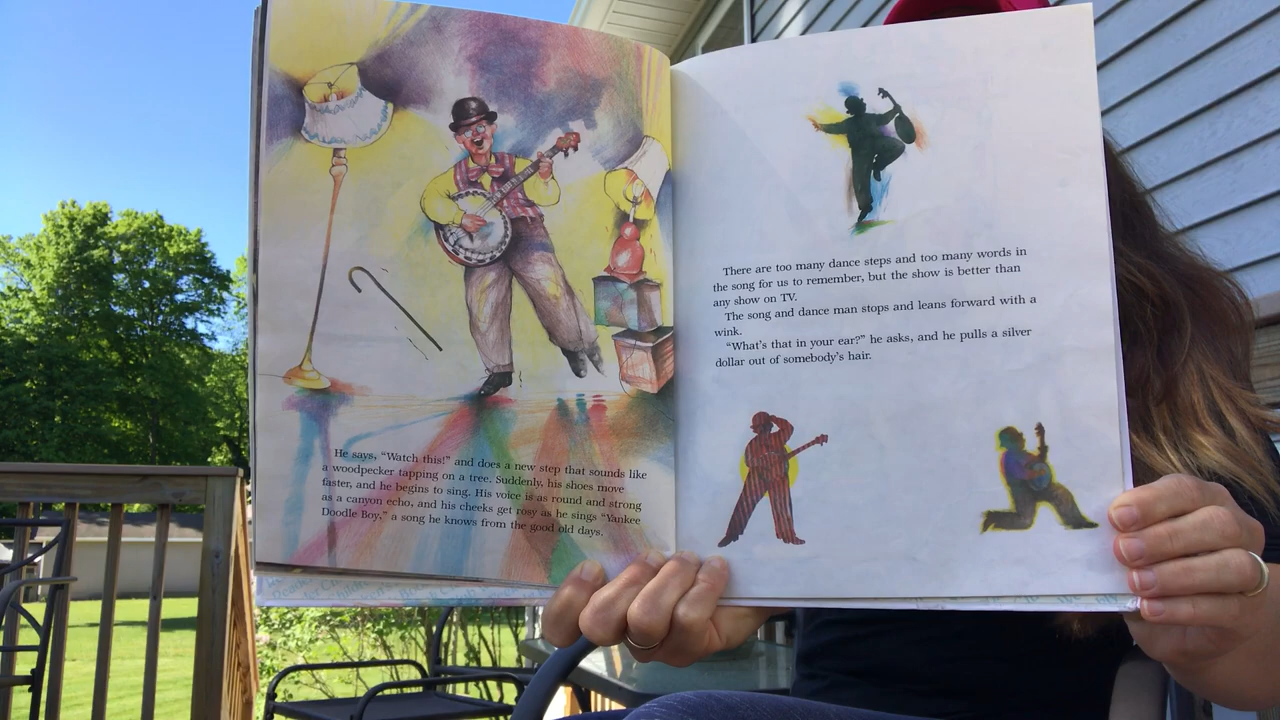 He says, "Watch this!" and does a new step that sounds like
a woodpecker tapping on a tree. Suddenly, his shoes move
faster, and he begins to sing. His voice is as round and strong
as a canyon echo, and his cheeks get rosy as he sings "Yankee
Doodle Boy," a song he knows from the good old days.
There are too many dance steps and too many words in
the song for us to remember, but the show is better than
any show on TV.
The song and dance man stops and leans forward with a
wink.
"What's that in your ear?" he asks, and he pulls a silver
dollar out of somebody's hair.